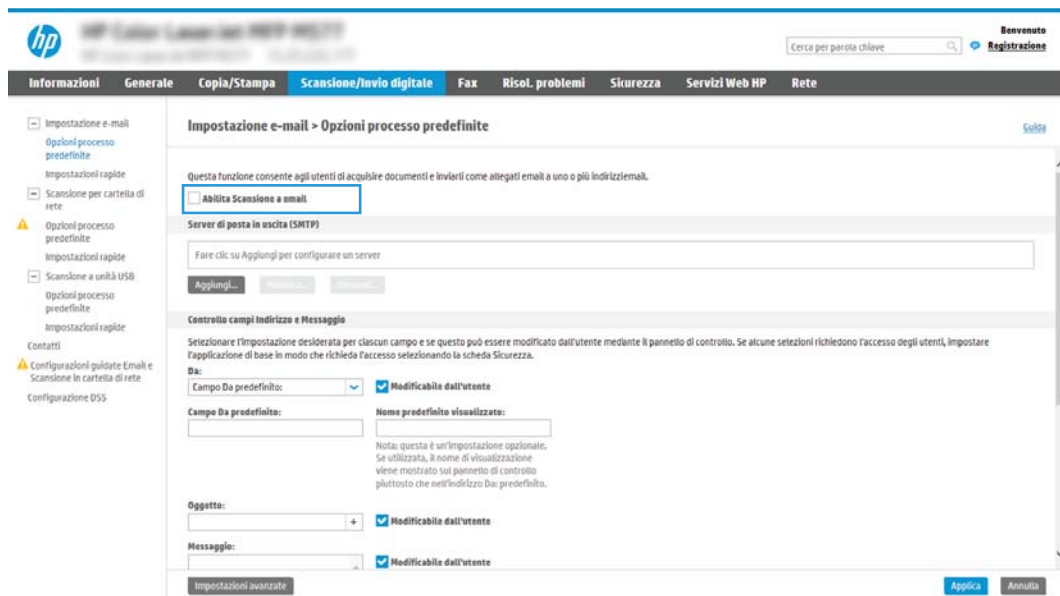 hp
Benvenuto
Cerca per parola chiave
Registrazione
Informazioni Generale Copia/Stampa Scansione/Invio digitale Fax Risol. problemi Sicurezza Servizi Web HP Rete
Impostazione e-mail
Opzioni processo
predefinite
Impostazioni rapide
Scansione per cartella di
rete
Opzioni processo
predefinite
Impostazioni rapide
Scansione a unità USB
Opzioni processo
predefinite
Impostazioni rapide
Contatti
Configurazioni guidate Email e
Scansione in cartella di rete
Configurazione DSS
Impostazione e-mail > Opzioni processo predefinite
Guida
Questa funzione consente agli utenti di acquisire documenti e inviarli come allegati email a uno o più indirizziemail.
Abilita Scansione a email
Server di posta in uscita (SMTP)
Fare clic su Aggiungi per configurare un server
Aggiungi...
Controllo campi Indirizzo e Messaggio
Selezionare l'impostazione desiderata per ciascun campo e se questo può essere modificato dall'utente mediante il pannello di controllo. Se alcune selezioni richiedono l'accesso degli utenti, impostare
l'applicazione di base in modo che richieda l'accesso selezionando la scheda Sicurezza.
Da:
Campo Da predefinito: Modificabile dall'utente
Campo Da predefinito: Nome predefinito visualizzato:
Nota: questa è un'impostazione opzionale.
Se utilizzata, il nome di visualizzazione
viene mostrato sul pannello di controllo
piuttosto che nell'indirizzo Da: predefinito.
Oggetto:
+ Modificabile dall'utente
Messaggio:
Modificabile dall'utente
Impostazioni avanzate Applica Annulla